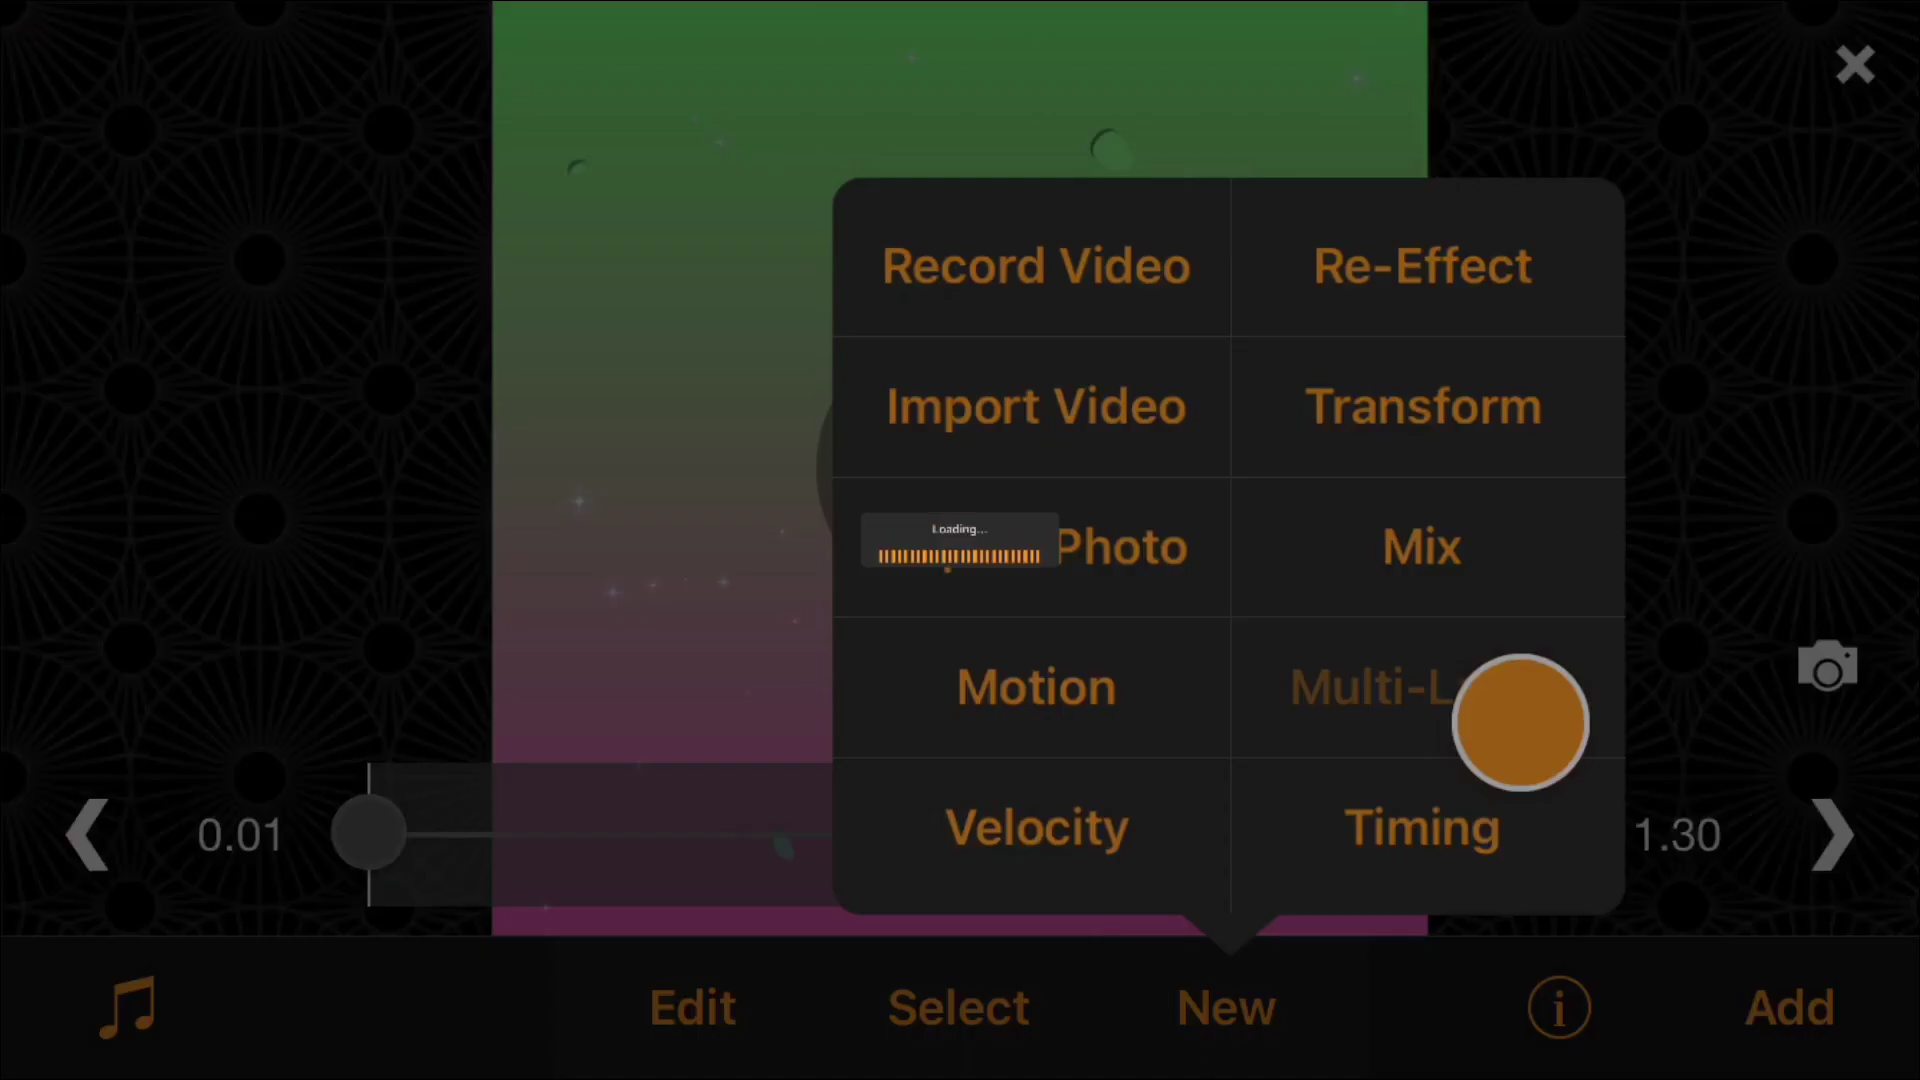 Record Video
Re-Effect
Import Video
Transform
Loading...
Photo
Mix
Motion
Multi-L
Velocity
Timing
0.01
1.30
Edit
Select
New
i
Add